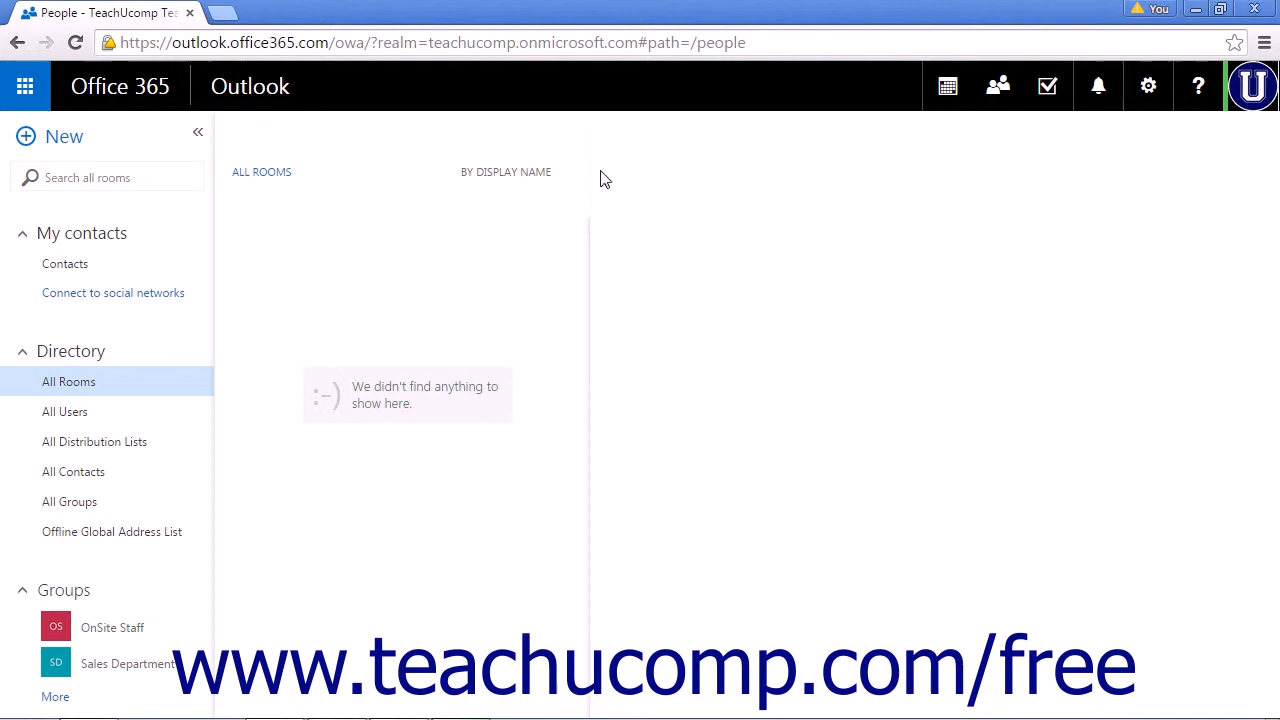 People - TeachUcomp Tea
You
https://outlook.office365.com/owa/?realm=teachucomp.onmicrosoft.com#path=/people
Office 365
Outlook
?
U
New
Search all rooms
ALL ROOMS
BY DISPLAY NAME
My contacts
Contacts
Connect to social networks
Directory
All Rooms
All Users
All Distribution Lists
All Contacts
All Groups
Offline Global Address List
:-)
We didn't find anything to
show here.
Groups
OS OnSite Staff
SD Sales Department
More
www.teachucomp.com/free